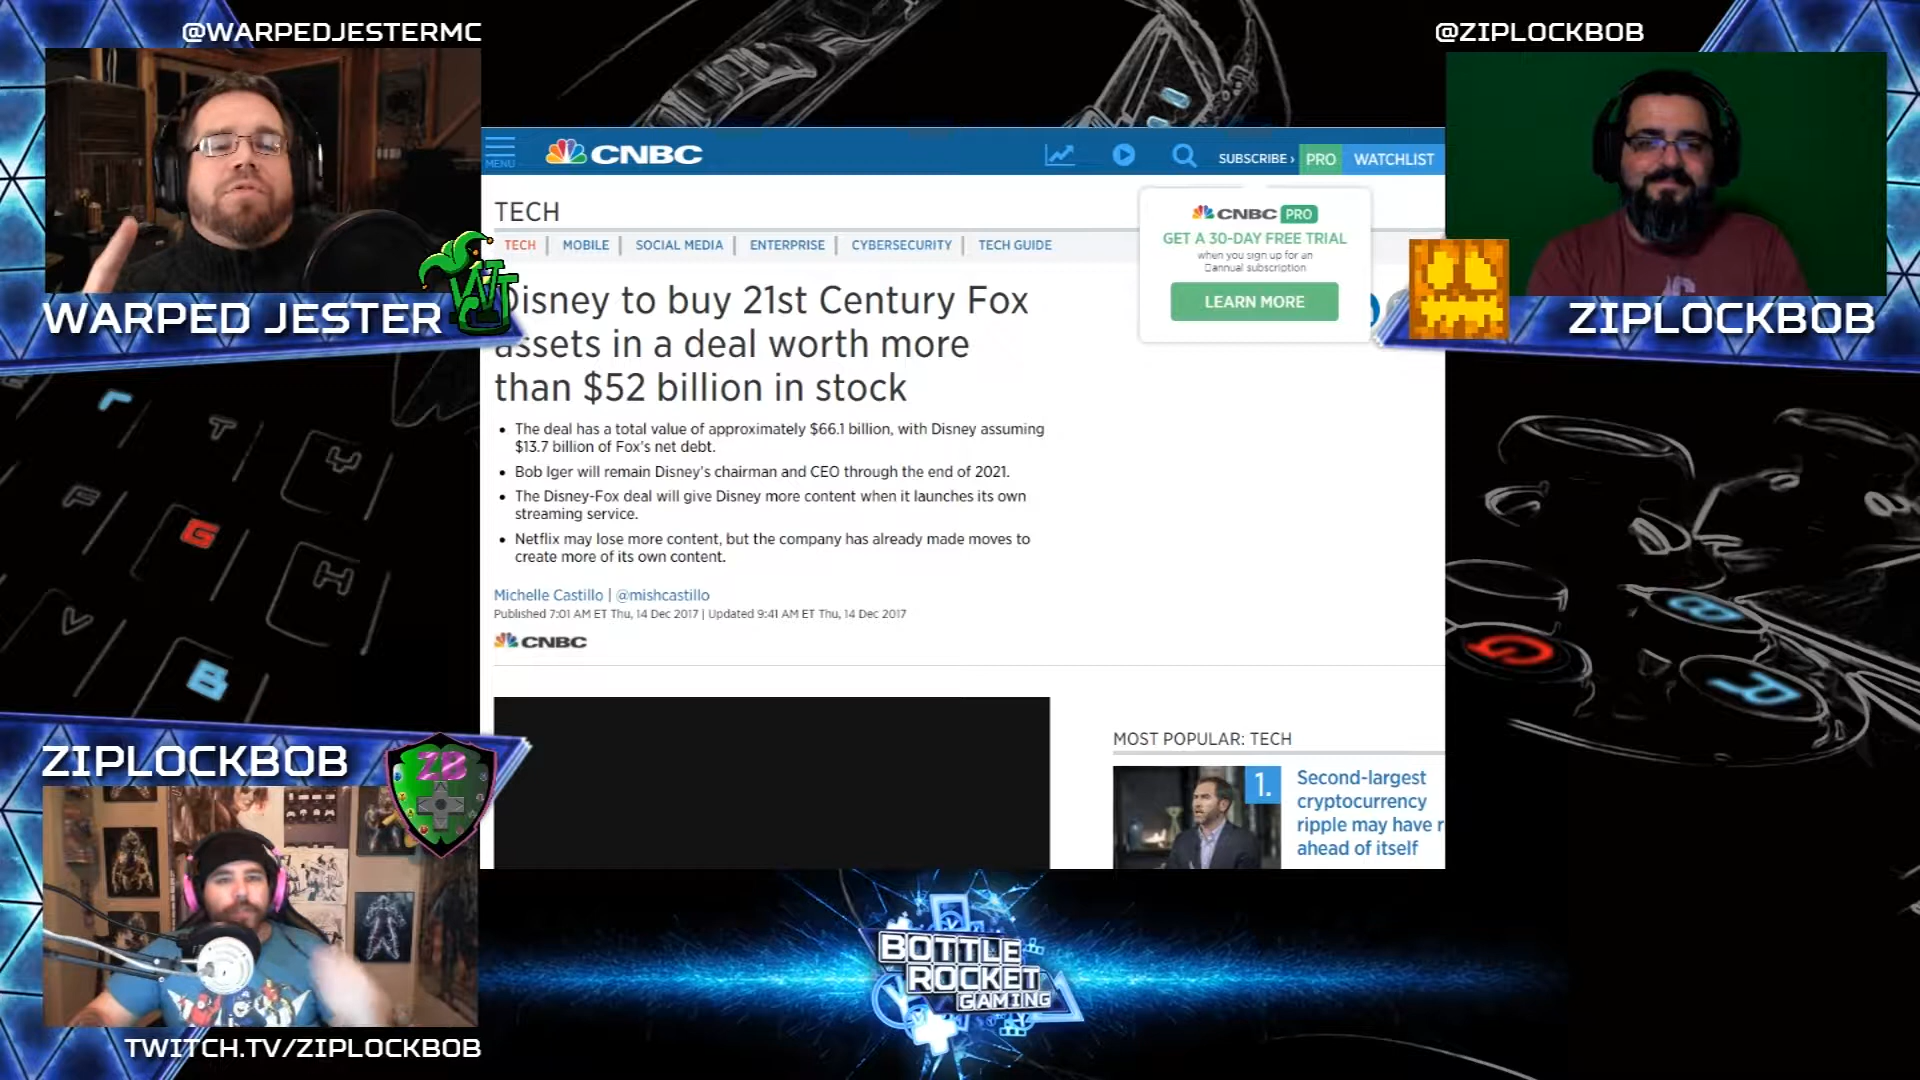 @WARPEDJESTERMC
@ZIPLOCKBOB
MENU
CNBC
SUBSCRIBE ›
PRO
WATCHLIST
TECH
TECH
MOBILE
SOCIAL MEDIA
ENTERPRISE
CYBERSECURITY
TECH GUIDE
CNBC PRO
GET A 30-DAY FREE TRIAL
when you sign up for an
annual subscription
LEARN MORE
WARPED JESTER
WJ
ZIPLOCKBOB
Disney to buy 21st Century Fox
assets in a deal worth more
than $52 billion in stock
• The deal has a total value of approximately $66.1 billion, with Disney assuming
$13.7 billion of Fox's net debt.
• Bob Iger will remain Disney's chairman and CEO through the end of 2021.
• The Disney-Fox deal will give Disney more content when it launches its own
streaming service.
• Netflix may lose more content, but the company has already made moves to
create more of its own content.
Michelle Castillo | @mishcastillo
Published 7:01 AM ET Thu, 14 Dec 2017 | Updated 9:41 AM ET Thu, 14 Dec 2017
CNBC
R T Y
F G H
V B
G B R
ZIPLOCKBOB
ZB
MOST POPULAR: TECH
1.
Second-largest
cryptocurrency
ripple may have r
ahead of itself
BOTTLE
ROCKET
GAMING
TWITCH.TV/ZIPLOCKBOB